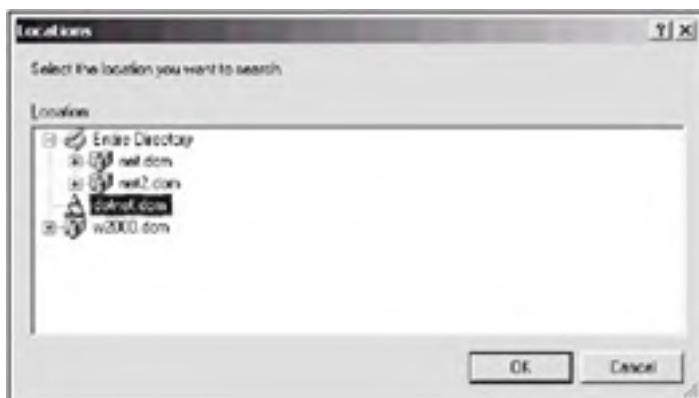 Locations
Select the location you want to search.
Location
Entire Directory
net.dom
net2.dom
dotnet.dom
w2000.dom
OK
Cancel